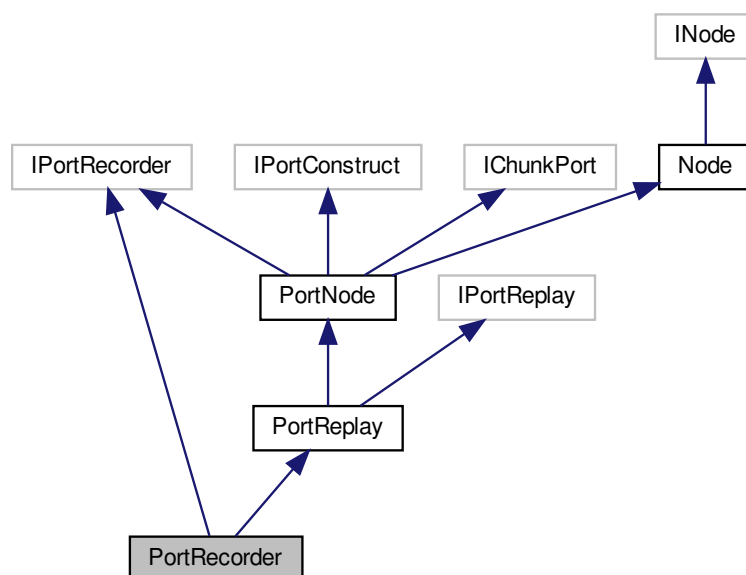 INode
IPortRecorder
IPortConstruct
IChunkPort
Node
PortNode
IPortReplay
PortReplay
PortRecorder